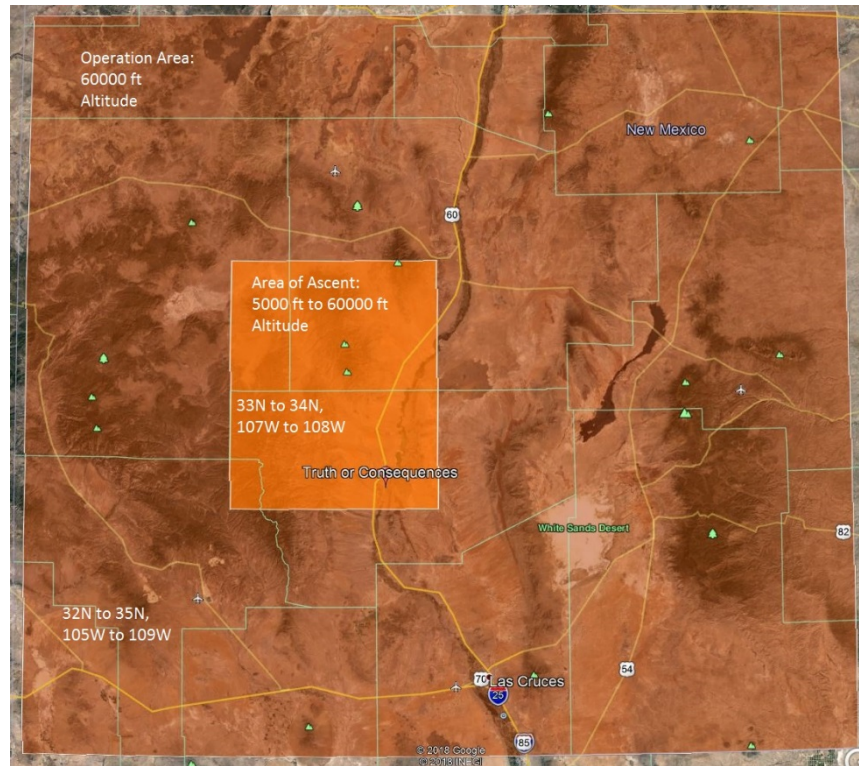 Operation Area:
60000 ft
Altitude
New Mexico
60
Area of Ascent:
5000 ft to 60000 ft
Altitude
33N to 34N,
107W to 108W
Truth or Consequences
White Sands Desert
82
32N to 35N,
105W to 109W
54
70
Las Cruces
25
85
© 2018 Google
© 2018 INEGI